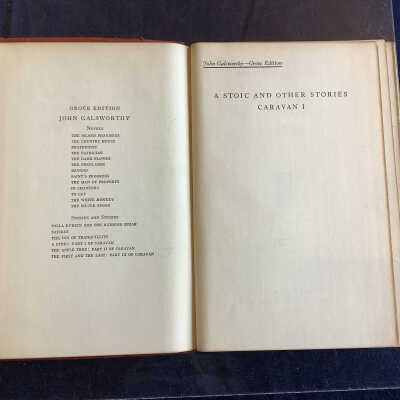 GROVE EDITION
JOHN GALSWORTHY
NOVELS
THE ISLAND PHARISEES
THE COUNTRY HOUSE
FRATERNITY
THE PATRICIAN
THE DARK FLOWER
THE FREELANDS
BEYOND
SAINT'S PROGRESS
THE MAN OF PROPERTY
IN CHANCERY
TO LET
THE WHITE MONKEY
THE SILVER SPOON
STORIES AND STUDIES
VILLA RUBEIN AND THE BURNING SPEAR
SATIRES
THE INN OF TRANQUILLITY
A STOIC: PART I OF CARAVAN
THE APPLE TREE: PART II OF CARAVAN
THE FIRST AND THE LAST: PART III OF CARAVAN
John Galsworthy—Grove Edition
A STOIC AND OTHER STORIES
CARAVAN I